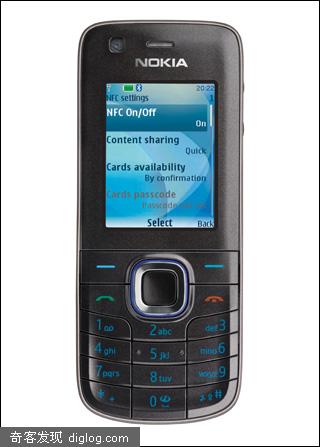 NOKIA
20:22
NFC settings
NFC On/Off
On
Content sharing
Quick
Cards availability
By confirmation
Cards passcode
Select Back
1 2abc def3
4ghi 5jkl mno6
7pqrs 8tuv wxyz9
* 0 #
奇客发现 diglog.com